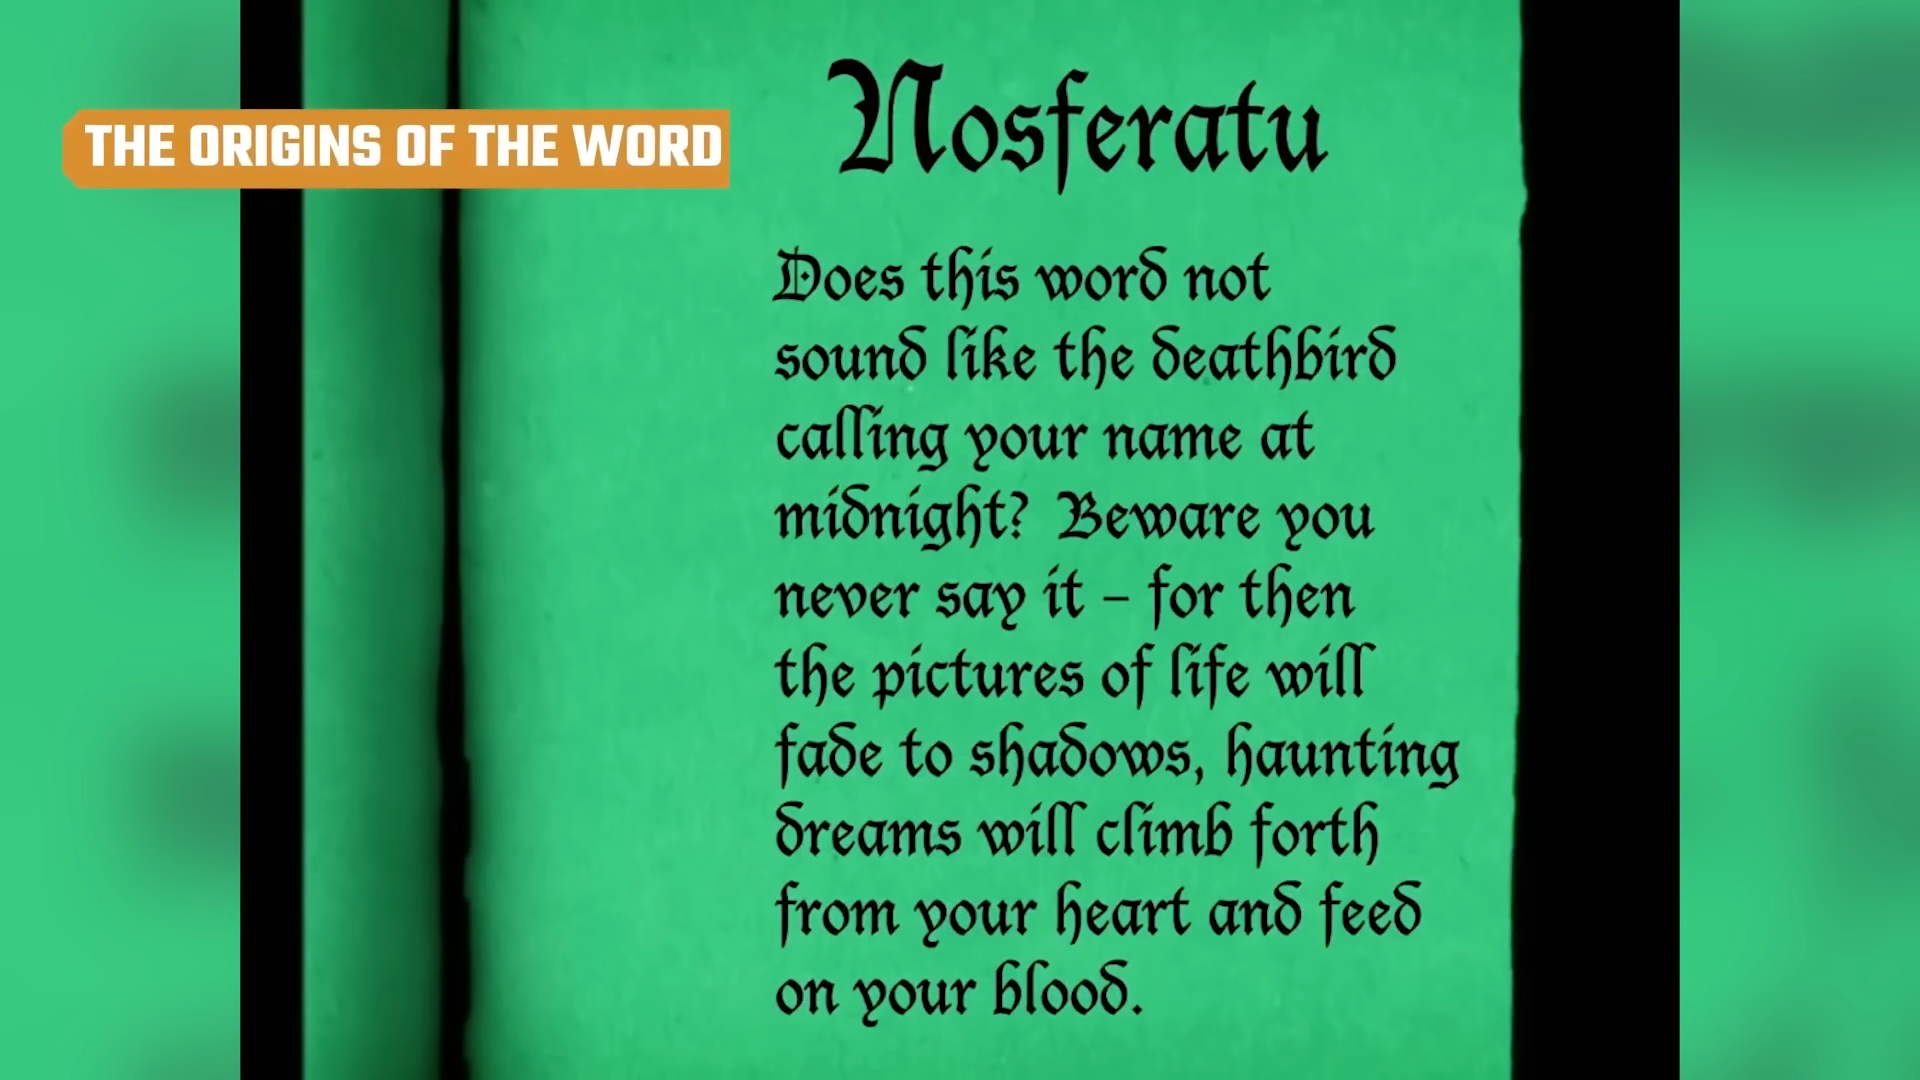 THE ORIGINS OF THE WORD
Nosferatu
Does this word not
sound like the deathbird
calling your name at
midnight? Beware you
never say it – for then
the pictures of life will
fade to shadows, haunting
dreams will climb forth
from your heart and feed
on your blood.